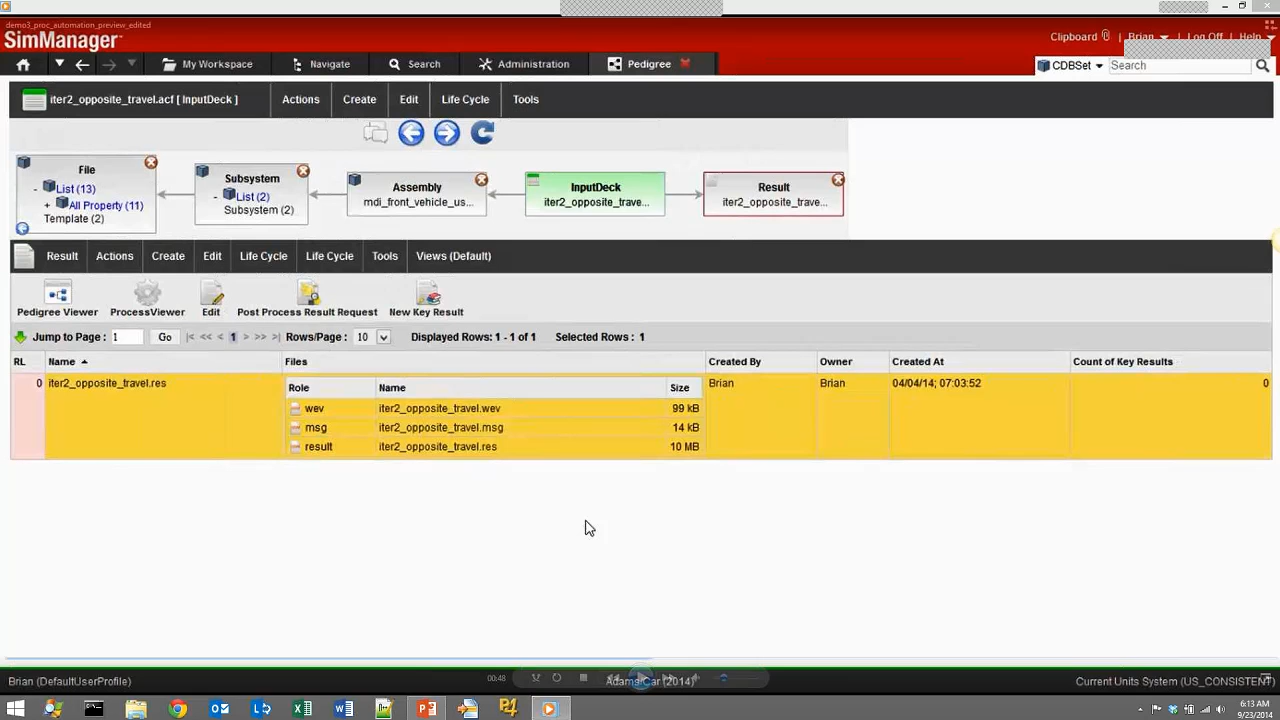 demo3_proc_automation_preview_edited
SimManager
Clipboard Brian Log Off Help
My Workspace Navigate Search Administration Pedigree CDBSet Search
iter2_opposite_travel.acf [ InputDeck ] Actions Create Edit Life Cycle Tools
File
- List (13)
+ All Property (11)
Template (2)
Subsystem
- List (2)
Subsystem (2)
Assembly
mdi_front_vehicle_us...
InputDeck
iter2_opposite_trave...
Result
iter2_opposite_trave...
Result Actions Create Edit Life Cycle Life Cycle Tools Views (Default)
Pedigree Viewer ProcessViewer Edit Post Process Result Request New Key Result
Jump to Page : 1 Go |< << < 1 > >> >| Rows/Page : 10 Displayed Rows: 1 - 1 of 1 Selected Rows : 1
RL Name Files Created By Owner Created At Count of Key Results
0 iter2_opposite_travel.res Role Name Size Brian Brian 04/04/14; 07:03:52 0
wev iter2_opposite_travel.wev 99 kB
msg iter2_opposite_travel.msg 14 kB
result iter2_opposite_travel.res 10 MB
00:48
Brian (DefaultUserProfile) Adams/Car (2014) Current Units System (US_CONSISTENT)
6:13 AM
9/23/2014